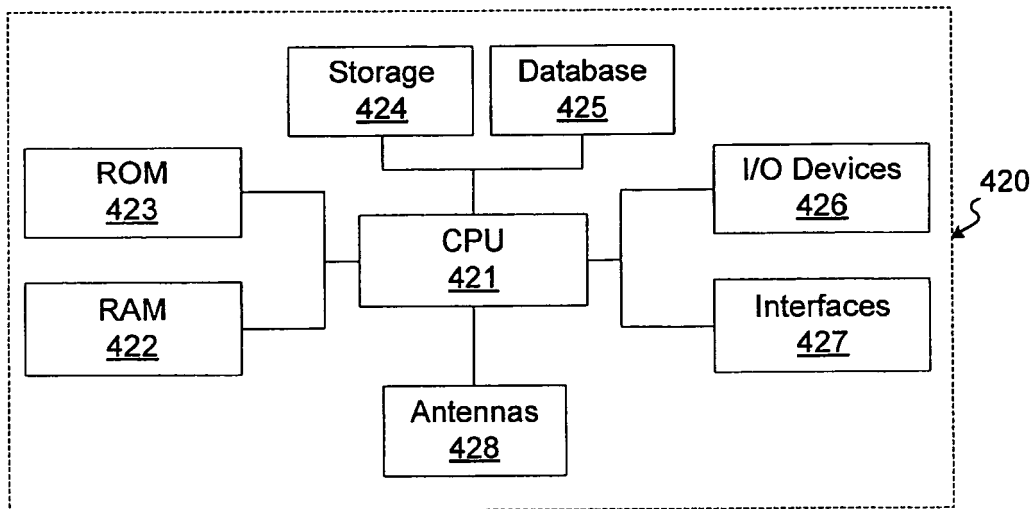 Storage
424
Database
425
ROM
423
I/O Devices
426
420
CPU
421
RAM
422
Interfaces
427
Antennas
428